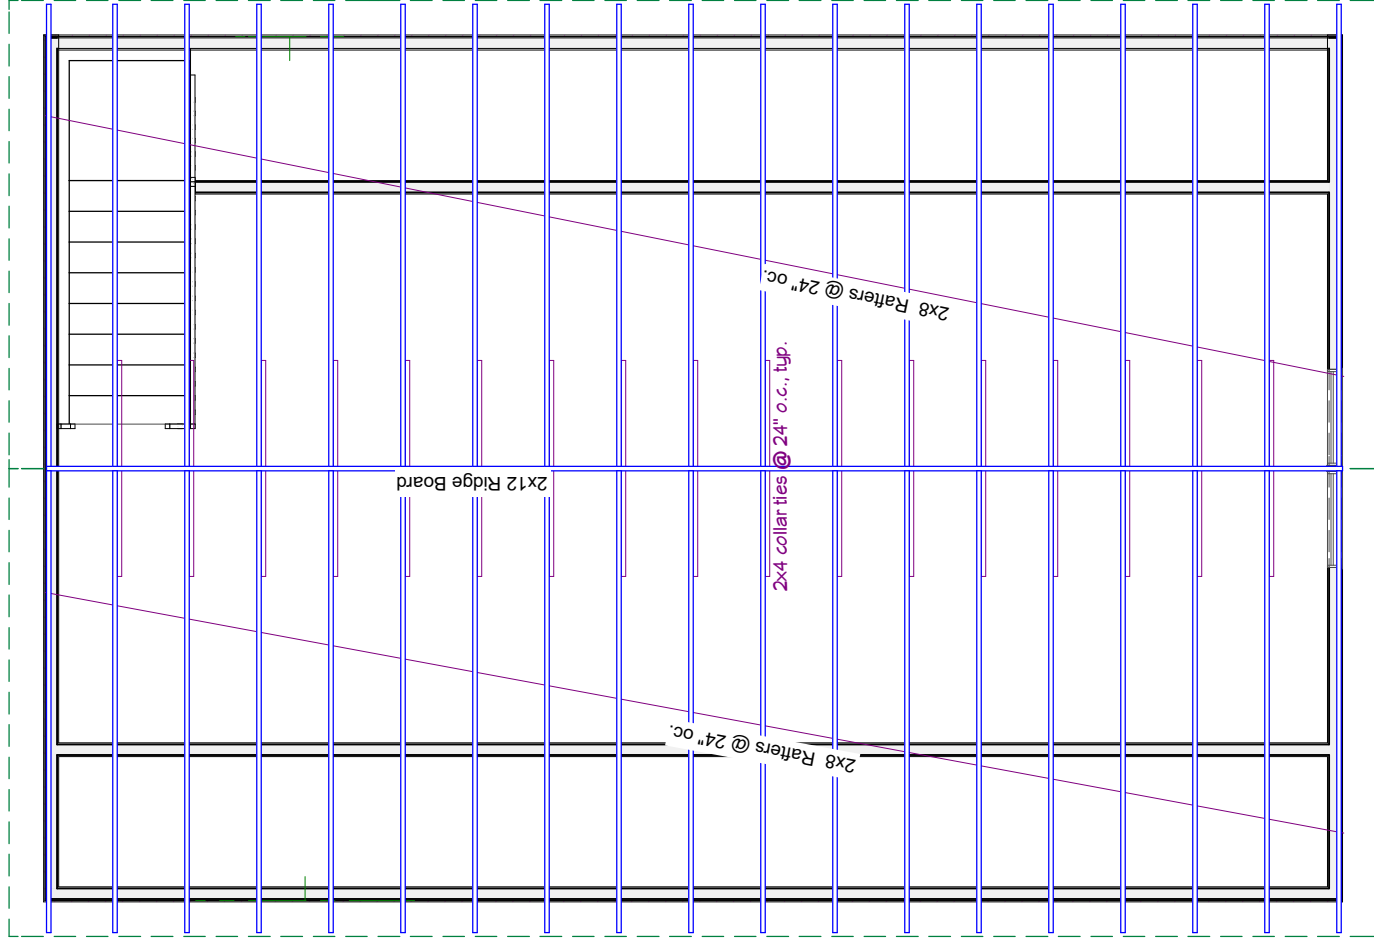 2x8 Rafters @ 24" oc.
2x4 collar ties @ 24" o.c., typ.
2x12 Ridge Board
2x8 Rafters @ 24" oc.